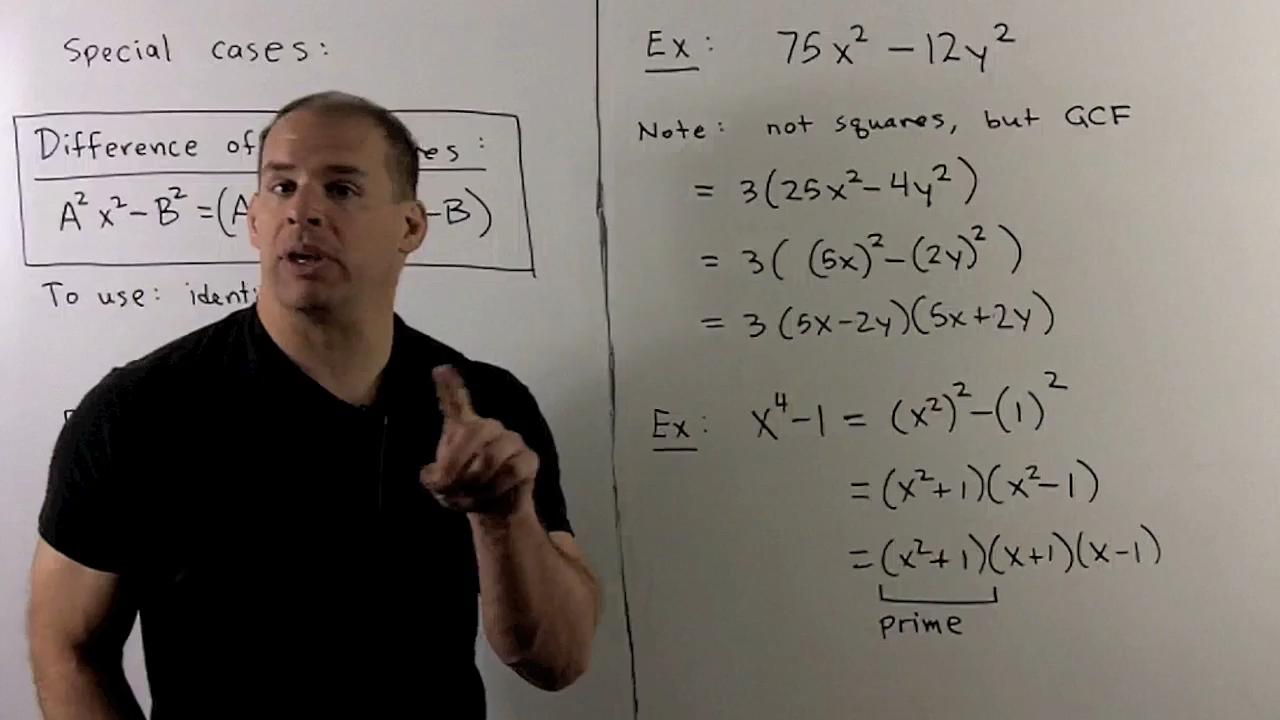 Special cases:
Difference of :
A² x² - B² = ( - B)
To use:
Ex: 75x² - 12y²
Note: not squares, but GCF
= 3(25x² - 4y²)
= 3( (5x)² - (2y)² )
= 3(5x - 2y)(5x + 2y)
Ex: x⁴ - 1 = (x²)² - (1)²
= (x² + 1)(x² - 1)
= (x² + 1)(x + 1)(x - 1)
prime